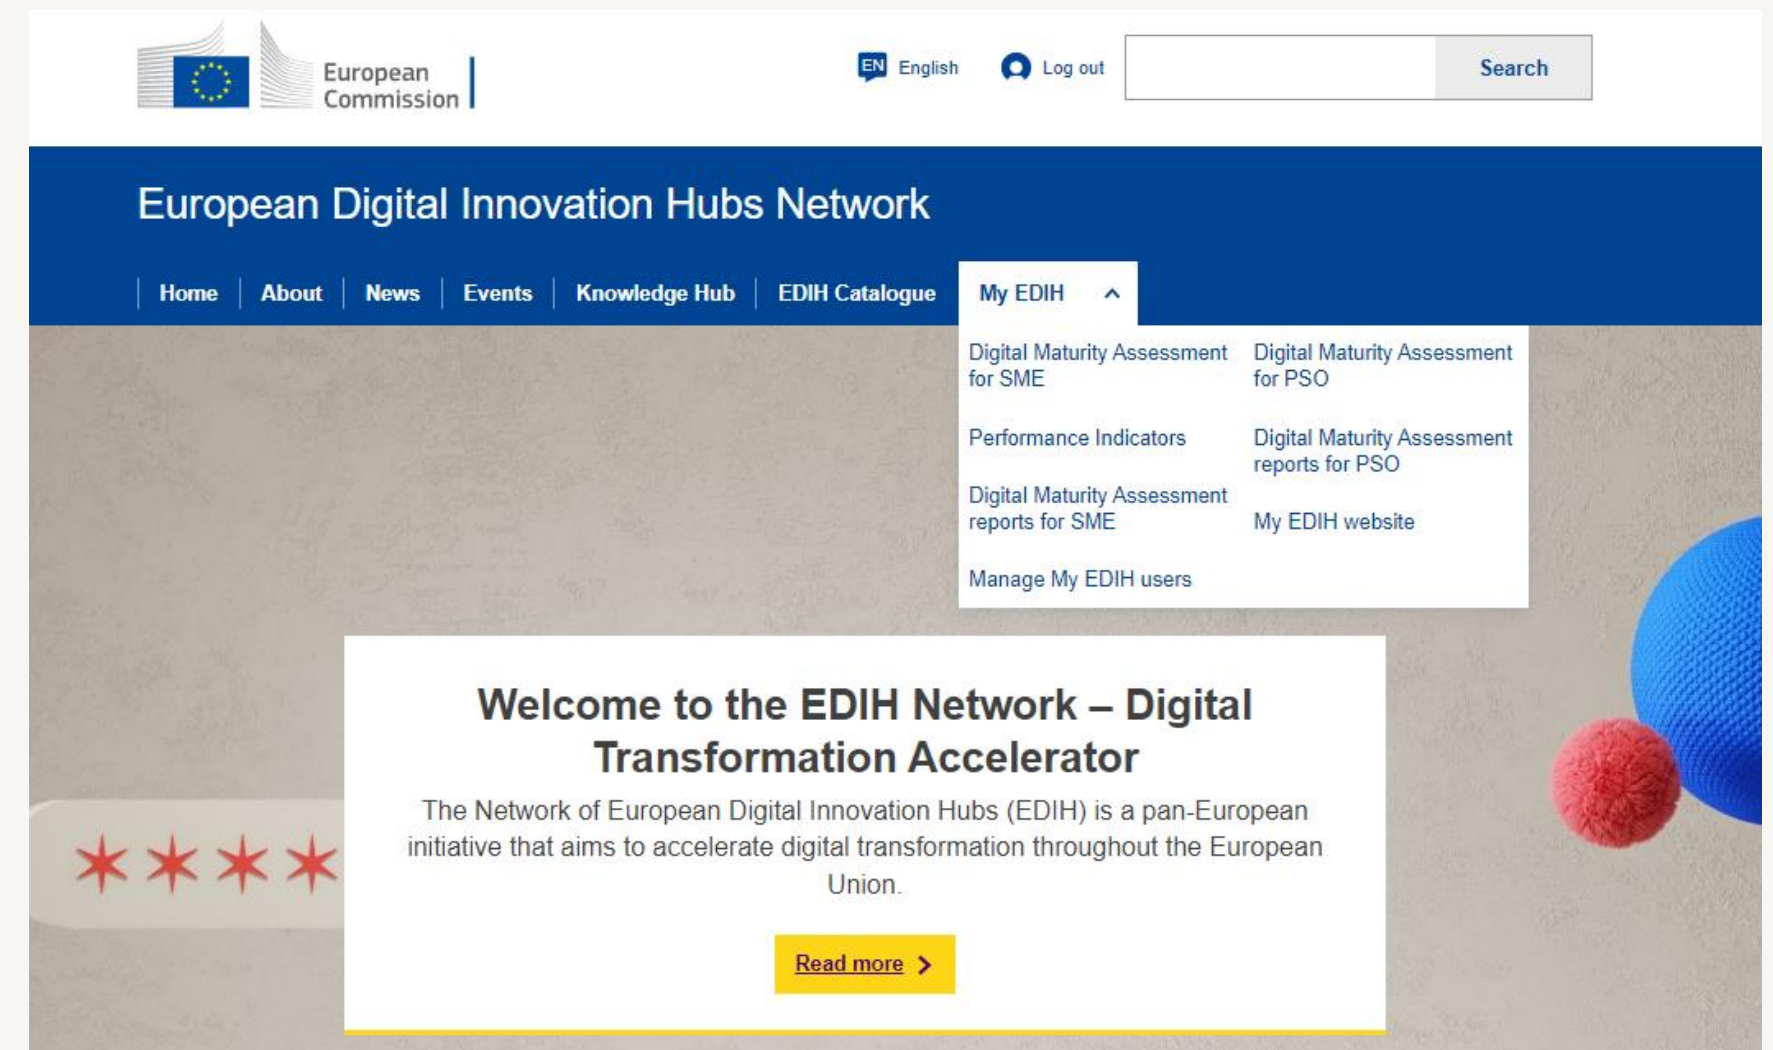 European
Commission
EN English
Log out
Search
European Digital Innovation Hubs Network
Home
About
News
Events
Knowledge Hub
EDIH Catalogue
My EDIH
Digital Maturity Assessment
for SME
Digital Maturity Assessment
for PSO
Performance Indicators
Digital Maturity Assessment
reports for PSO
Digital Maturity Assessment
reports for SME
My EDIH website
Manage My EDIH users
Welcome to the EDIH Network – Digital
Transformation Accelerator
The Network of European Digital Innovation Hubs (EDIH) is a pan-European
initiative that aims to accelerate digital transformation throughout the European
Union.
Read more